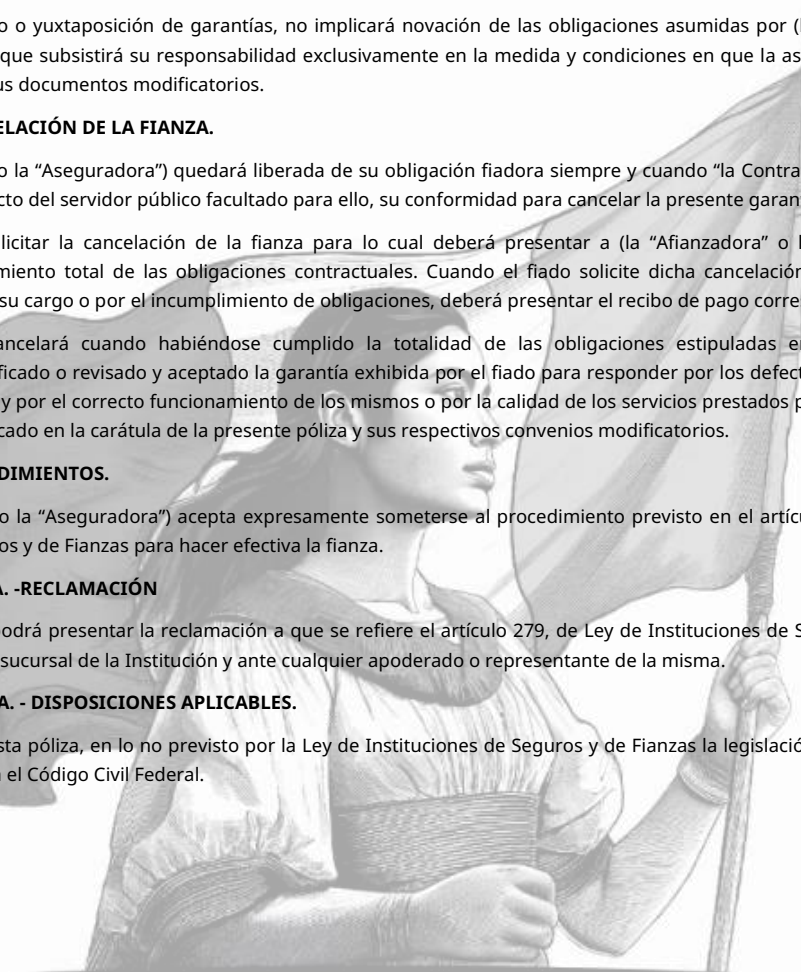 o o yuxtaposición de garantías, no implicará novación de las obligaciones asumidas por (l
que subsistirá su responsabilidad exclusivamente en la medida y condiciones en que la as
us documentos modificatorios.
ELACIÓN DE LA FIANZA.
o la “Aseguradora”) quedará liberada de su obligación fiadora siempre y cuando “la Contra
cto del servidor público facultado para ello, su conformidad para cancelar la presente garan
licitar la cancelación de la fianza para lo cual deberá presentar a (la “Afianzadora” o l
miento total de las obligaciones contractuales. Cuando el fiado solicite dicha cancelación
su cargo o por el incumplimiento de obligaciones, deberá presentar el recibo de pago corre
ancelará cuando habiéndose cumplido la totalidad de las obligaciones estipuladas e
ficado o revisado y aceptado la garantía exhibida por el fiado para responder por los defect
y por el correcto funcionamiento de los mismos o por la calidad de los servicios prestados p
cado en la carátula de la presente póliza y sus respectivos convenios modificatorios.
DIMIENTOS.
o la “Aseguradora”) acepta expresamente someterse al procedimiento previsto en el artícu
os y de Fianzas para hacer efectiva la fianza.
A. -RECLAMACIÓN
podrá presentar la reclamación a que se refiere el artículo 279, de Ley de Instituciones de S
sucursal de la Institución y ante cualquier apoderado o representante de la misma.
A. - DISPOSICIONES APLICABLES.
sta póliza, en lo no previsto por la Ley de Instituciones de Seguros y de Fianzas la legislació
el Código Civil Federal.